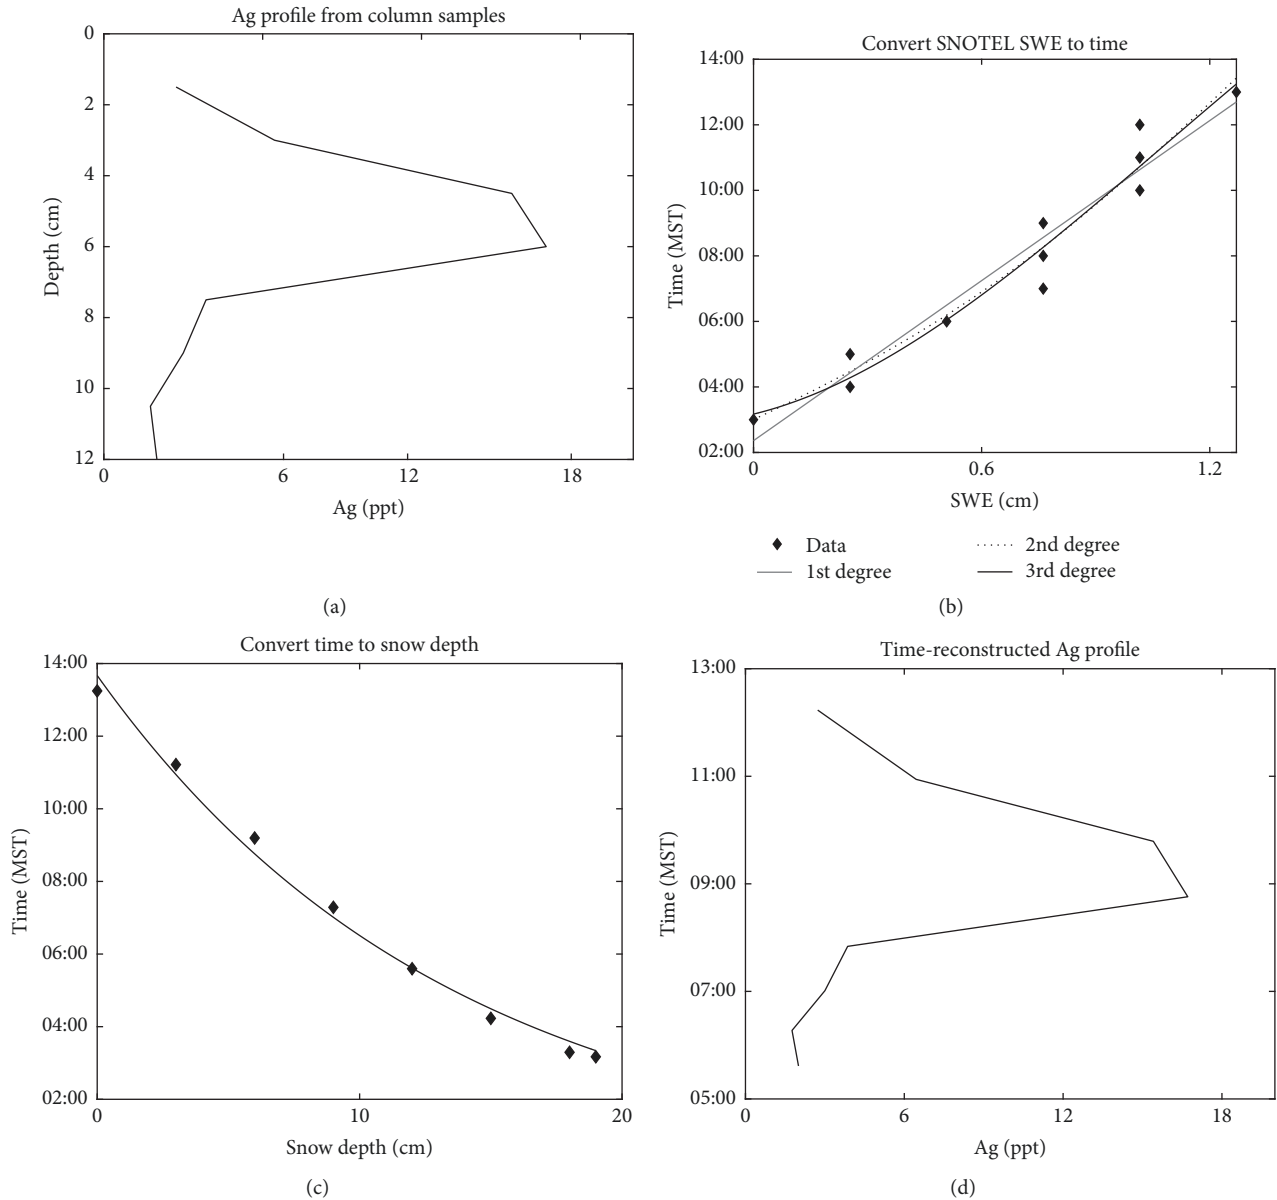 Ag profile from column samples
0
2
4
6
8
10
12
Depth (cm)
0
6
12
18
Ag (ppt)
(a)
Convert SNOTEL SWE to time
14:00
12:00
10:00
08:00
06:00
04:00
02:00
Time (MST)
0
0.6
1.2
SWE (cm)
Data
2nd degree
1st degree
3rd degree
(b)
Convert time to snow depth
14:00
12:00
10:00
08:00
06:00
04:00
02:00
Time (MST)
0
10
20
Snow depth (cm)
(c)
Time-reconstructed Ag profile
13:00
11:00
09:00
07:00
05:00
Time (MST)
0
6
12
18
Ag (ppt)
(d)